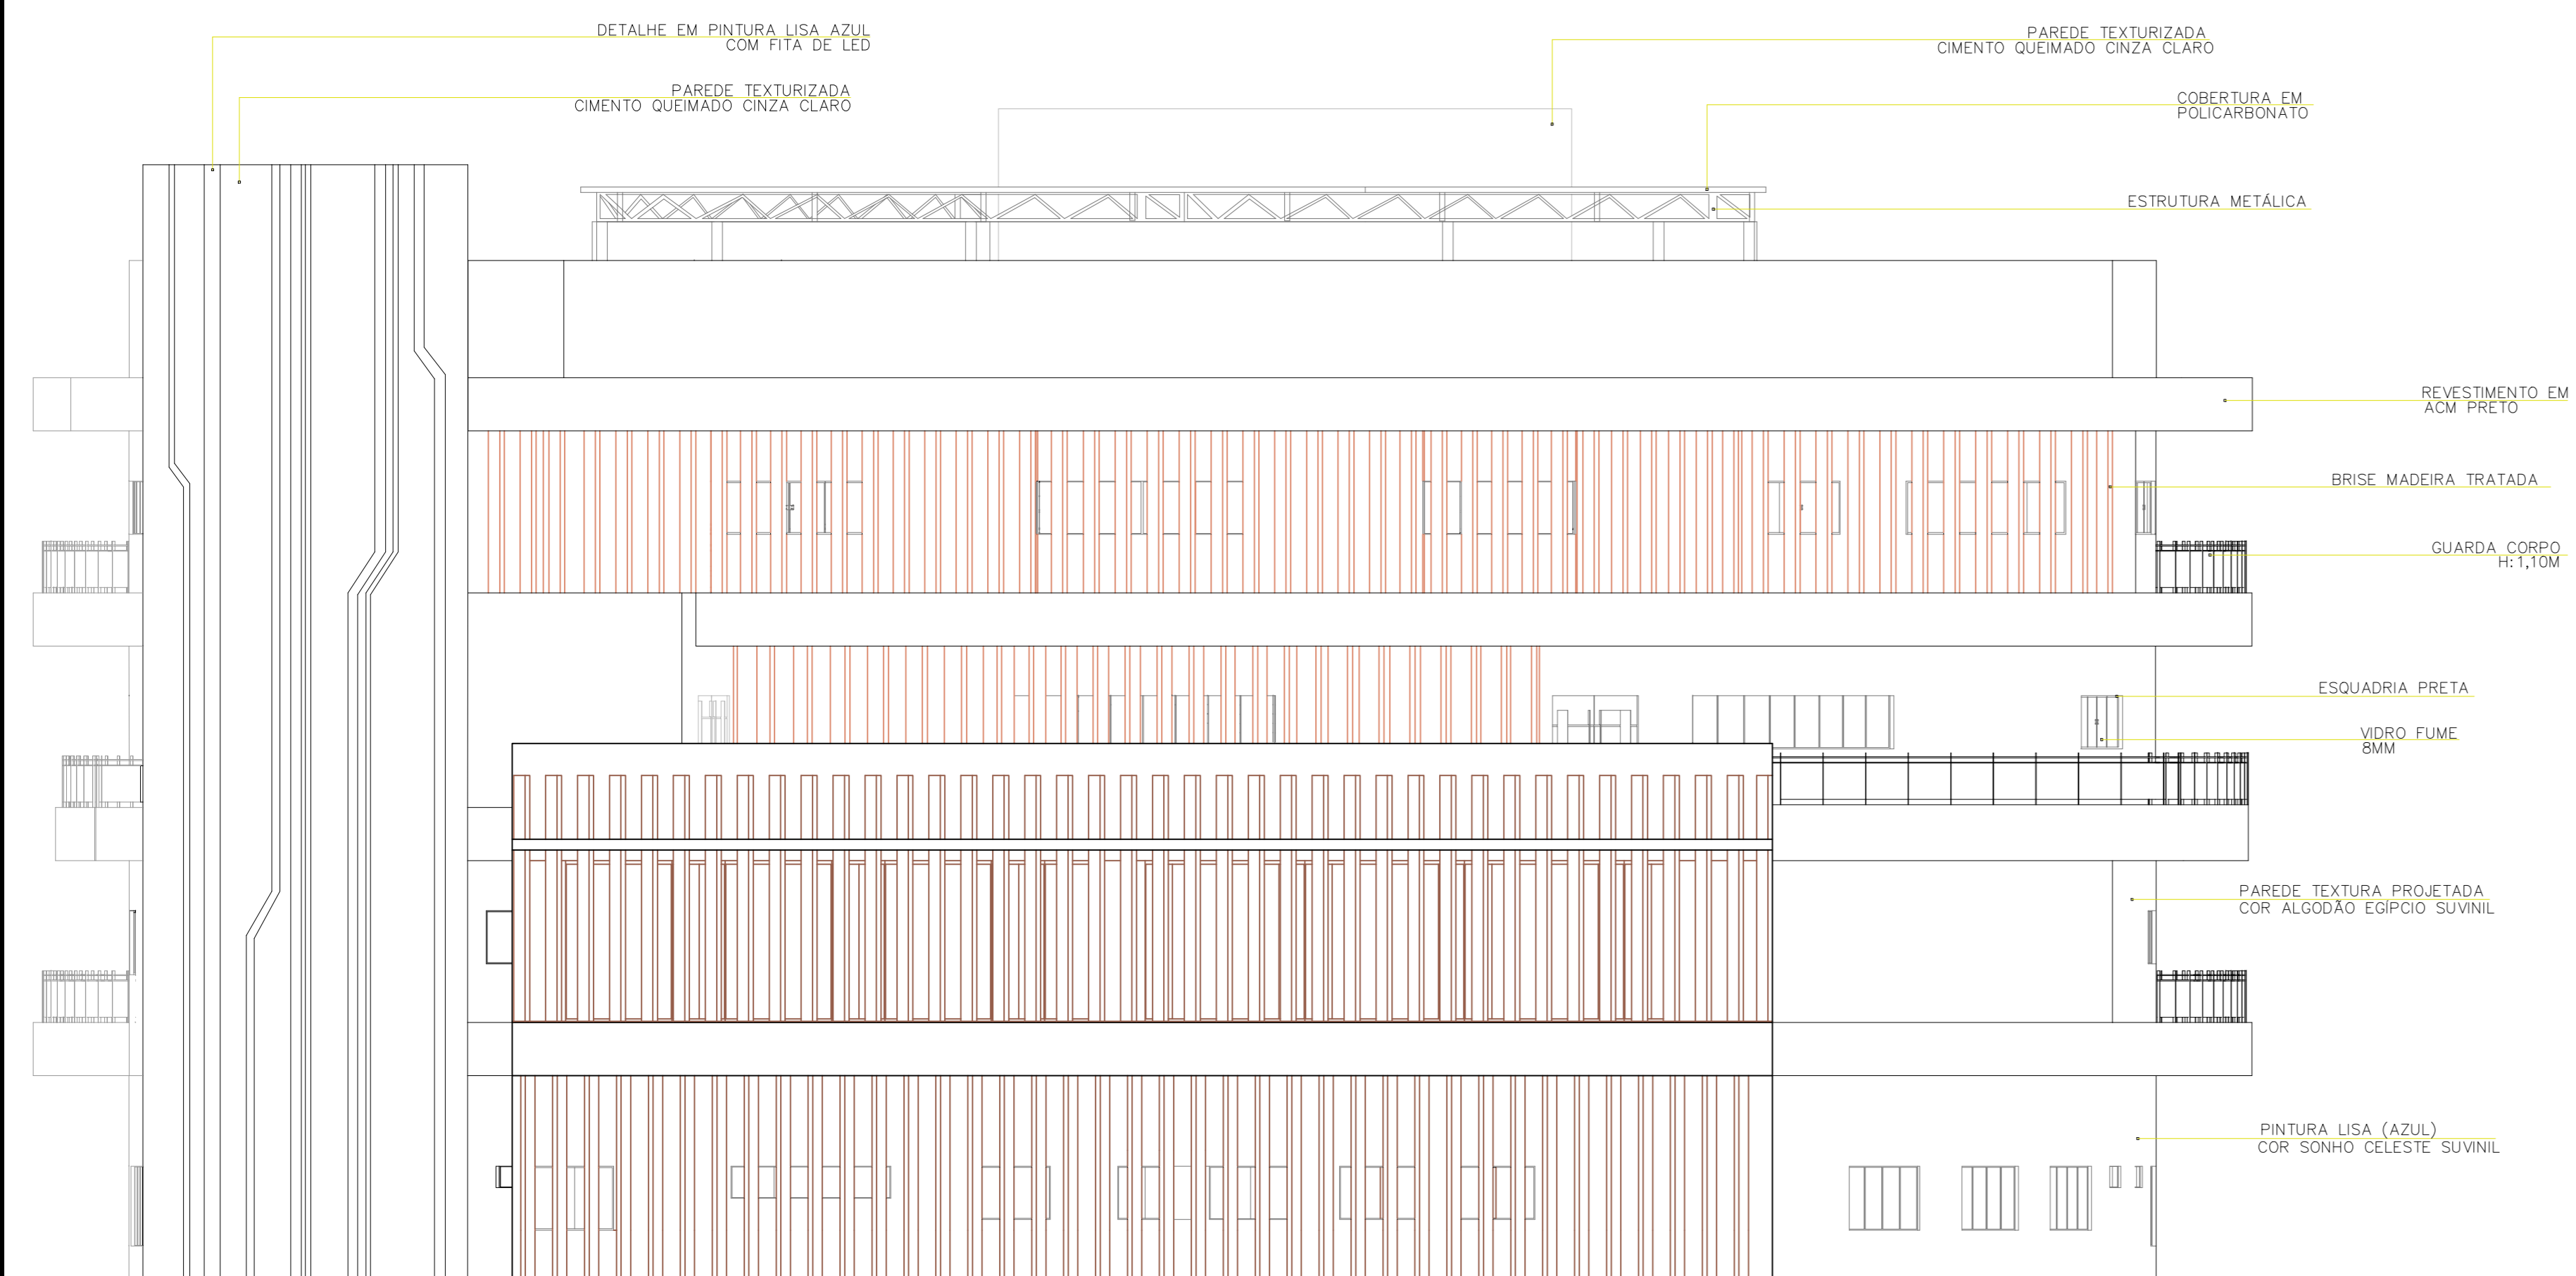 DETALHE EM PINTURA LISA AZUL
COM FITA DE LED
PAREDE TEXTURIZADA
CIMENTO QUEIMADO CINZA CLARO
PAREDE TEXTURIZADA
CIMENTO QUEIMADO CINZA CLARO
COBERTURA EM
POLICARBONATO
ESTRUTURA METÁLICA
REVESTIMENTO EM
ACM PRETO
BRISE MADEIRA TRATADA
GUARDA CORPO
H:1,10M
ESQUADRIA PRETA
VIDRO FUME
8MM
PAREDE TEXTURA PROJETADA
COR ALGODÃO EGÍPCIO SUVINIL
PINTURA LISA (AZUL)
COR SONHO CELESTE SUVINIL